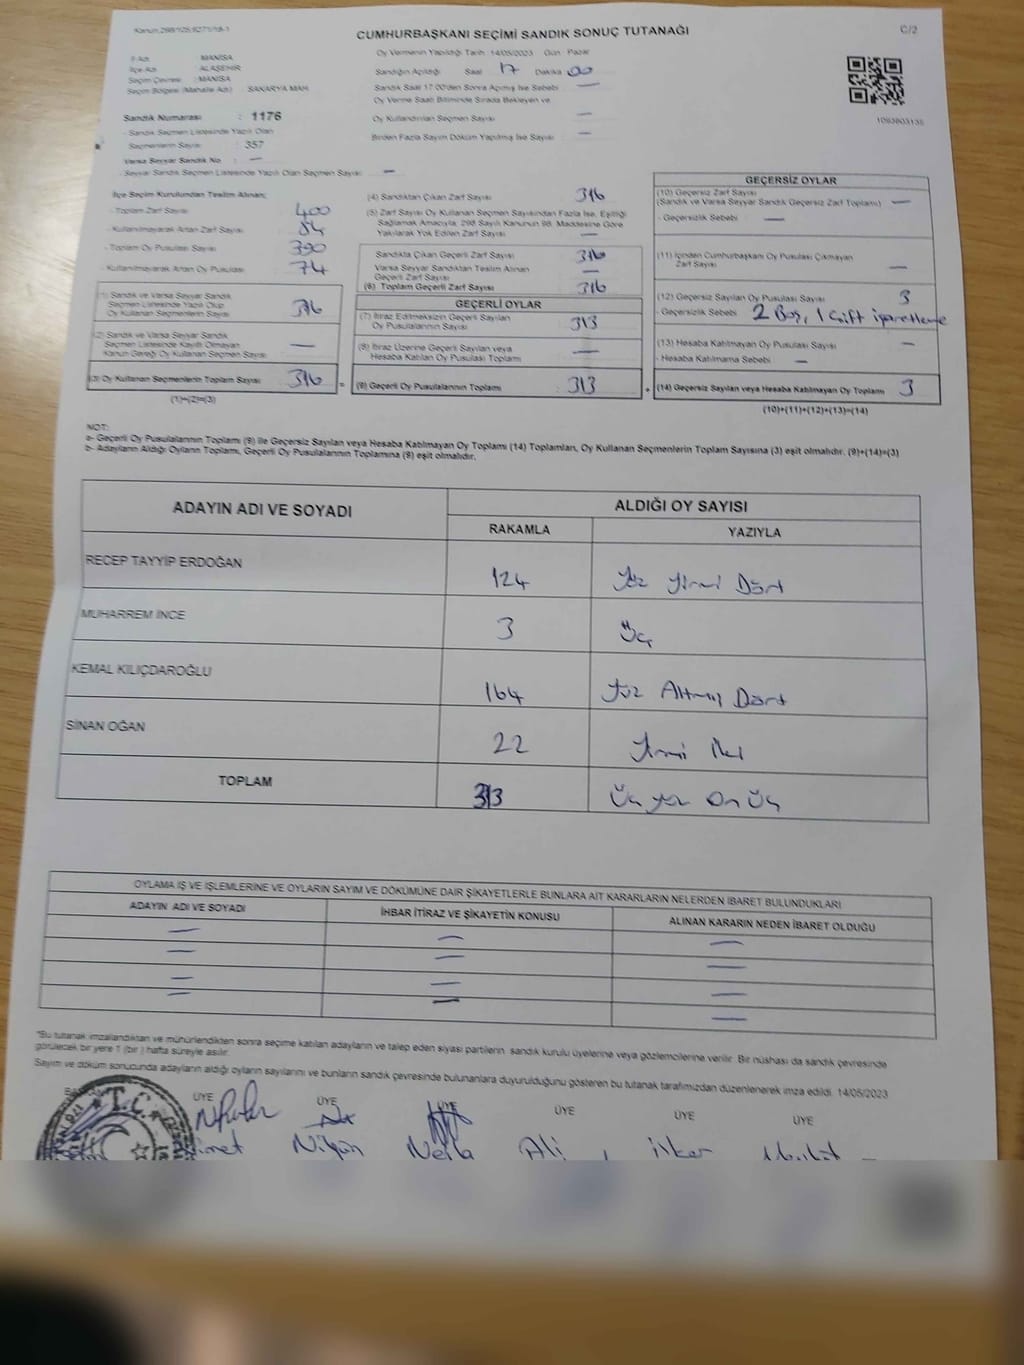 Kanun:298/125;6271/18-1
CUMHURBAŞKANI SEÇİMİ SANDIK SONUÇ TUTANAĞI
C/2
İl Adı : MANİSA
İlçe Adı : ALAŞEHİR
Seçim Çevresi : MANİSA
Seçim Bölgesi (Mahalle Adı) : SAKARYA MAH.
Oy Vermenin Yapıldığı Tarih : 14/05/2023 Gün : Pazar
Sandığın Açıldığı Saat 17 Dakika 00
Sandık Saat 17:00'den Sonra Açılmış İse Sebebi —
Oy Verme Saati Bitiminde Sırada Bekleyen ve
Oy Kullandırılan Seçmen Sayısı —
Birden Fazla Sayım Döküm Yapılmış İse Sayısı —
1093803135
Sandık Numarası : 1176
- Sandık Seçmen Listesinde Yazılı Olan
Seçmenlerin Sayısı : 357
Varsa Seyyar Sandık No : —
- Seyyar Sandık Seçmen Listesinde Yazılı Olan Seçmen Sayısı : —
İlçe Seçim Kurulundan Teslim Alınan;
- Toplam Zarf Sayısı 400
- Kullanılmayarak Artan Zarf Sayısı 84
- Toplam Oy Pusulası Sayısı 390
- Kullanılmayarak Artan Oy Pusulası 74
(1) Sandık ve Varsa Seyyar Sandık
Seçmen Listesinde Yazılı Olup
Oy Kullanan Seçmenlerin Sayısı 316
(2) Sandık ve Varsa Seyyar Sandık
Seçmen Listesinde Kayıtlı Olmayan
Kanun Gereği Oy Kullanan Seçmen Sayısı —
(3) Oy Kullanan Seçmenlerin Toplam Sayısı 316
(1)+(2)=(3)
(4) Sandıktan Çıkan Zarf Sayısı 316
(5) Zarf Sayısı Oy Kullanan Seçmen Sayısından Fazla İse, Eşitliği
Sağlamak Amacıyla, 298 Sayılı Kanunun 98. Maddesine Göre
Yakılarak Yok Edilen Zarf Sayısı —
Sandıkta Çıkan Geçerli Zarf Sayısı 316
Varsa Seyyar Sandıktan Teslim Alınan
Geçerli Zarf Sayısı —
(6) Toplam Geçerli Zarf Sayısı 316
GEÇERLİ OYLAR
(7) İtiraz Edilmeksizin Geçerli Sayılan
Oy Pusulalarının Sayısı 313
(8) İtiraz Üzerine Geçerli Sayılan veya
Hesaba Katılan Oy Pusulası Toplamı —
= (9) Geçerli Oy Pusulalarının Toplamı : 313
GEÇERSİZ OYLAR
(10) Geçersiz Zarf Sayısı
(Sandık ve Varsa Seyyar Sandık Geçersiz Zarf Toplamı) —
- Geçersizlik Sebebi —
(11) İçinden Cumhurbaşkanı Oy Pusulası Çıkmayan
Zarf Sayısı —
(12) Geçersiz Sayılan Oy Pusulası Sayısı 3
- Geçersizlik Sebebi 2 Boş, 1 Çift işaretleme
(13) Hesaba Katılmayan Oy Pusulası Sayısı —
- Hesaba Katılmama Sebebi —
+ (14) Geçersiz Sayılan veya Hesaba Katılmayan Oy Toplamı 3
(10)+(11)+(12)+(13)=(14)
NOT:
a- Geçerli Oy Pusulalarının Toplamı (9) ile Geçersiz Sayılan veya Hesaba Katılmayan Oy Toplamı (14) Toplamları, Oy Kullanan Seçmenlerin Toplam Sayısına (3) eşit olmalıdır. (9)+(14)=(3)
b- Adayların Aldığı Oyların Toplamı, Geçerli Oy Pusulalarının Toplamına (9) eşit olmalıdır.
ADAYIN ADI VE SOYADI
ALDIĞI OY SAYISI
RAKAMLA YAZIYLA
RECEP TAYYİP ERDOĞAN 124 Yüz Yirmi Dört
MUHARREM İNCE 3 Üç
KEMAL KILIÇDAROĞLU 164 Yüz Altmış Dört
SİNAN OĞAN 22 Yirmi İki
TOPLAM 313 Üç yüz On Üç
OYLAMA İŞ VE İŞLEMLERİNE VE OYLARIN SAYIM VE DÖKÜMÜNE DAİR ŞİKAYETLERLE BUNLARA AİT KARARLARIN NELERDEN İBARET BULUNDUKLARI
ADAYIN ADI VE SOYADI İHBAR İTİRAZ VE ŞİKAYETİN KONUSU ALINAN KARARIN NEDEN İBARET OLDUĞU
— — —
— — —
— — —
— — —
"Bu tutanak imzalandıktan ve mühürlendikten sonra seçime katılan adayların ve talep eden siyasi partilerin sandık kurulu üyelerine veya gözlemcilerine verilir. Bir nüshası da sandık çevresinde
görülecek bir yere 1 (bir ) hafta süreyle asılır.
Sayım ve döküm sonucunda adayların aldığı oyların sayılarını ve bunların sandık çevresinde bulunanlara duyurulduğunu gösteren bu tutanak tarafımızdan düzenlenerek imza edildi. 14/05/2023
ÜYE ÜYE ÜYE ÜYE ÜYE ÜYE
T.C.
Nilgün Neila Ali İlker